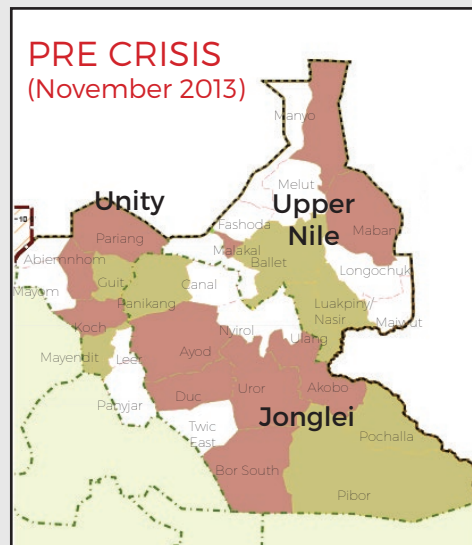 PRE CRISIS
(November 2013)
Manyo
Melut
Unity
Upper
Nile
Fashoda
Maban
Pariang
Malakal
Abiemnhom
Ballet
Longochuk
-10
Guit
Canal
Mayom
Panikang
Luakpiny/
Nasir
Maiwut
Koch
Nyirol
Ulang
Mayendit
Leer
Ayod
Duc
Uror
Akobo
Panyjar
Jonglei
Twic
East
Pochalla
Bor South
Pibor